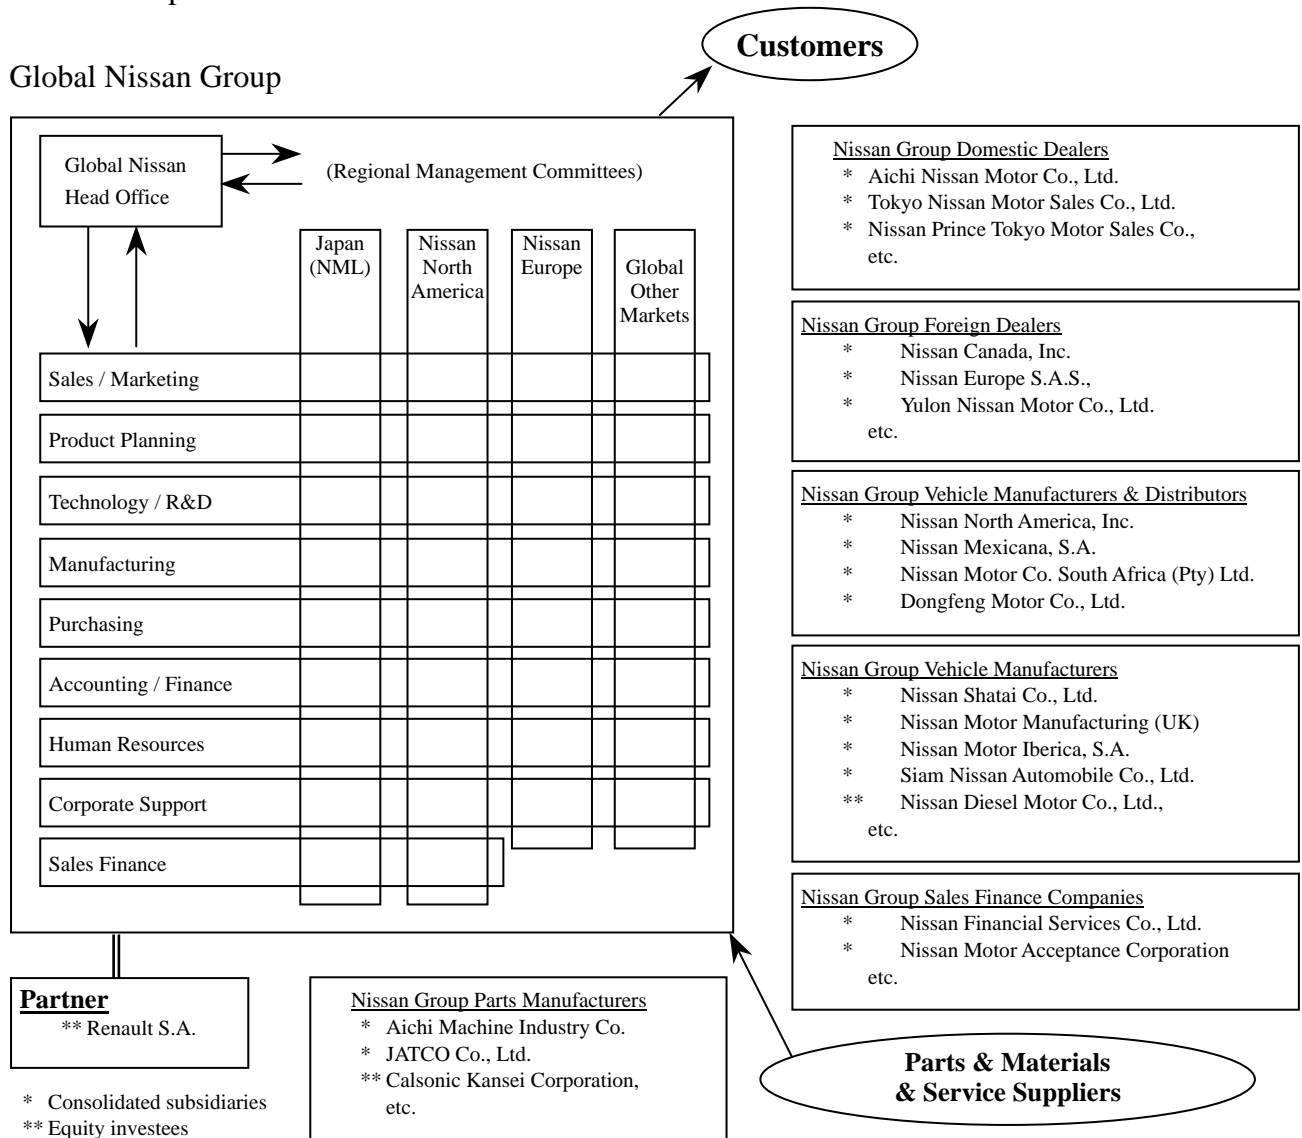 Global Nissan Group
Customers
Global Nissan
Head Office
(Regional Management Committees)
Japan
(NML)
Nissan
North
America
Nissan
Europe
Global
Other
Markets
Sales / Marketing
Product Planning
Technology / R&D
Manufacturing
Purchasing
Accounting / Finance
Human Resources
Corporate Support
Sales Finance
Nissan Group Domestic Dealers
* Aichi Nissan Motor Co., Ltd.
* Tokyo Nissan Motor Sales Co., Ltd.
* Nissan Prince Tokyo Motor Sales Co.,
etc.
Nissan Group Foreign Dealers
* Nissan Canada, Inc.
* Nissan Europe S.A.S.,
* Yulon Nissan Motor Co., Ltd.
etc.
Nissan Group Vehicle Manufacturers & Distributors
* Nissan North America, Inc.
* Nissan Mexicana, S.A.
* Nissan Motor Co. South Africa (Pty) Ltd.
* Dongfeng Motor Co., Ltd.
Nissan Group Vehicle Manufacturers
* Nissan Shatai Co., Ltd.
* Nissan Motor Manufacturing (UK)
* Nissan Motor Iberica, S.A.
* Siam Nissan Automobile Co., Ltd.
** Nissan Diesel Motor Co., Ltd.,
etc.
Nissan Group Sales Finance Companies
* Nissan Financial Services Co., Ltd.
* Nissan Motor Acceptance Corporation
etc.
Partner
** Renault S.A.
* Consolidated subsidiaries
** Equity investees
Nissan Group Parts Manufacturers
* Aichi Machine Industry Co.
* JATCO Co., Ltd.
** Calsonic Kansei Corporation,
etc.
Parts & Materials
& Service Suppliers